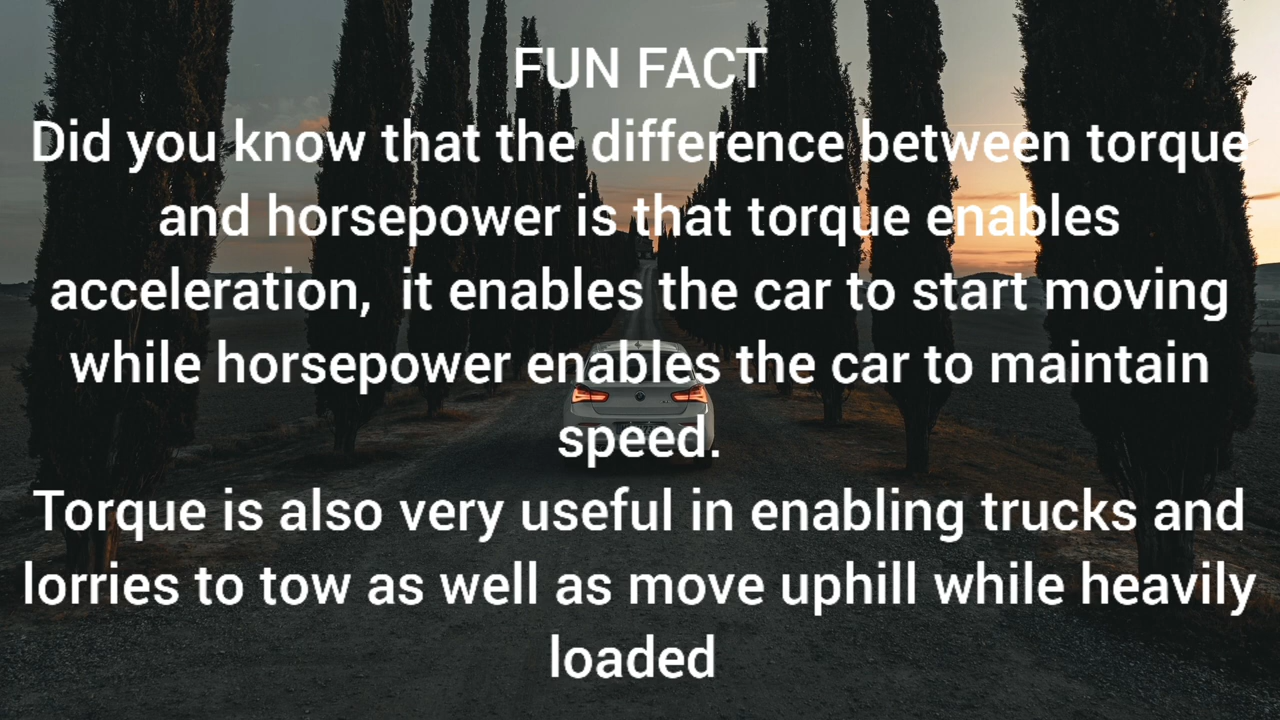 FUN FACT
Did you know that the difference between torque
and horsepower is that torque enables
acceleration,  it enables the car to start moving
while horsepower enables the car to maintain
speed.
Torque is also very useful in enabling trucks and
lorries to tow as well as move uphill while heavily
loaded